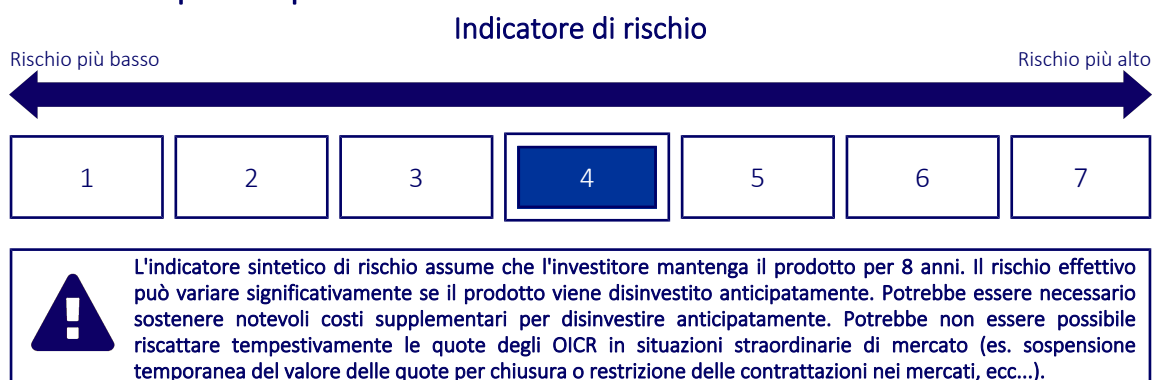 Indicatore di rischio
Rischio più basso Rischio più alto
1 2 3 4 5 6 7
L'indicatore sintetico di rischio assume che l'investitore mantenga il prodotto per 8 anni. Il rischio effettivo
può variare significativamente se il prodotto viene disinvestito anticipatamente. Potrebbe essere necessario
sostenere notevoli costi supplementari per disinvestire anticipatamente. Potrebbe non essere possibile
riscattare tempestivamente le quote degli OICR in situazioni straordinarie di mercato (es. sospensione
temporanea del valore delle quote per chiusura o restrizione delle contrattazioni nei mercati, ecc...).